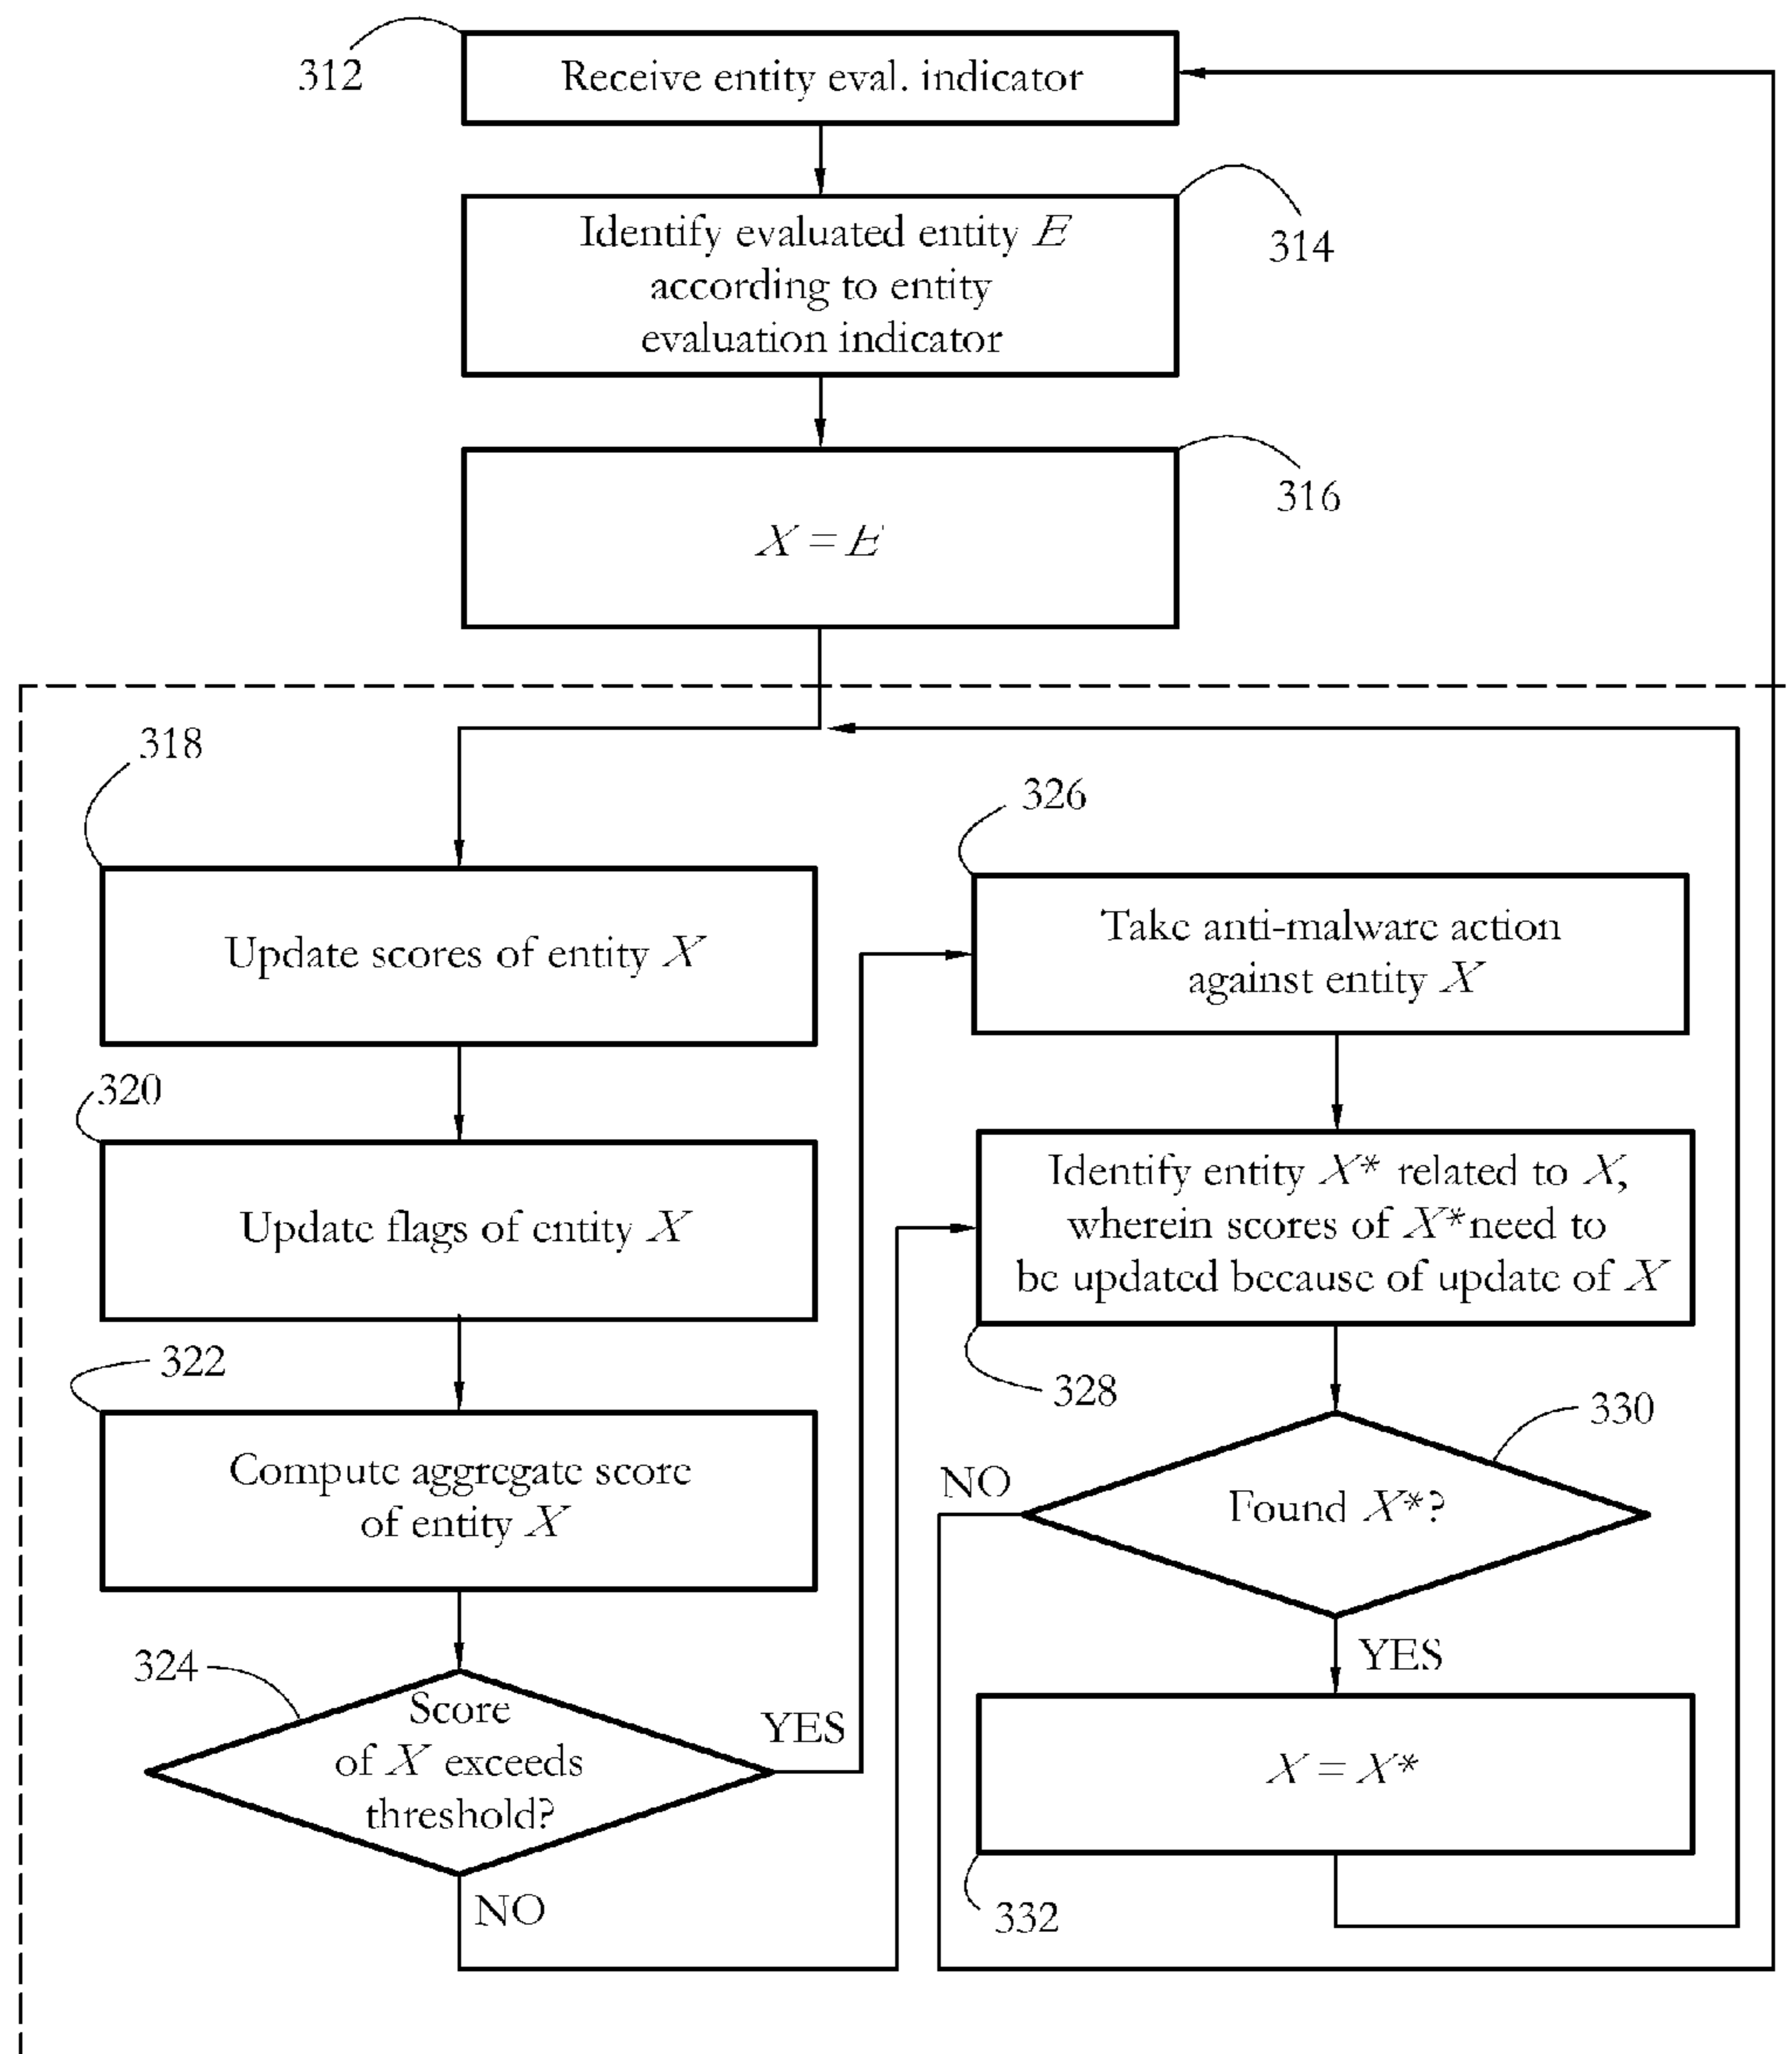 312
Receive entity eval. indicator
314
Identify evaluated entity E
according to entity
evaluation indicator
316
X = E
318
Update scores of entity X
320
Update flags of entity X
322
Compute aggregate score
of entity X
324
Score
of X exceeds
threshold?
YES
NO
326
Take anti-malware action
against entity X
Identify entity X* related to X,
wherein scores of X* need to
be updated because of update of X
328
330
NO
Found X*?
YES
X = X*
332